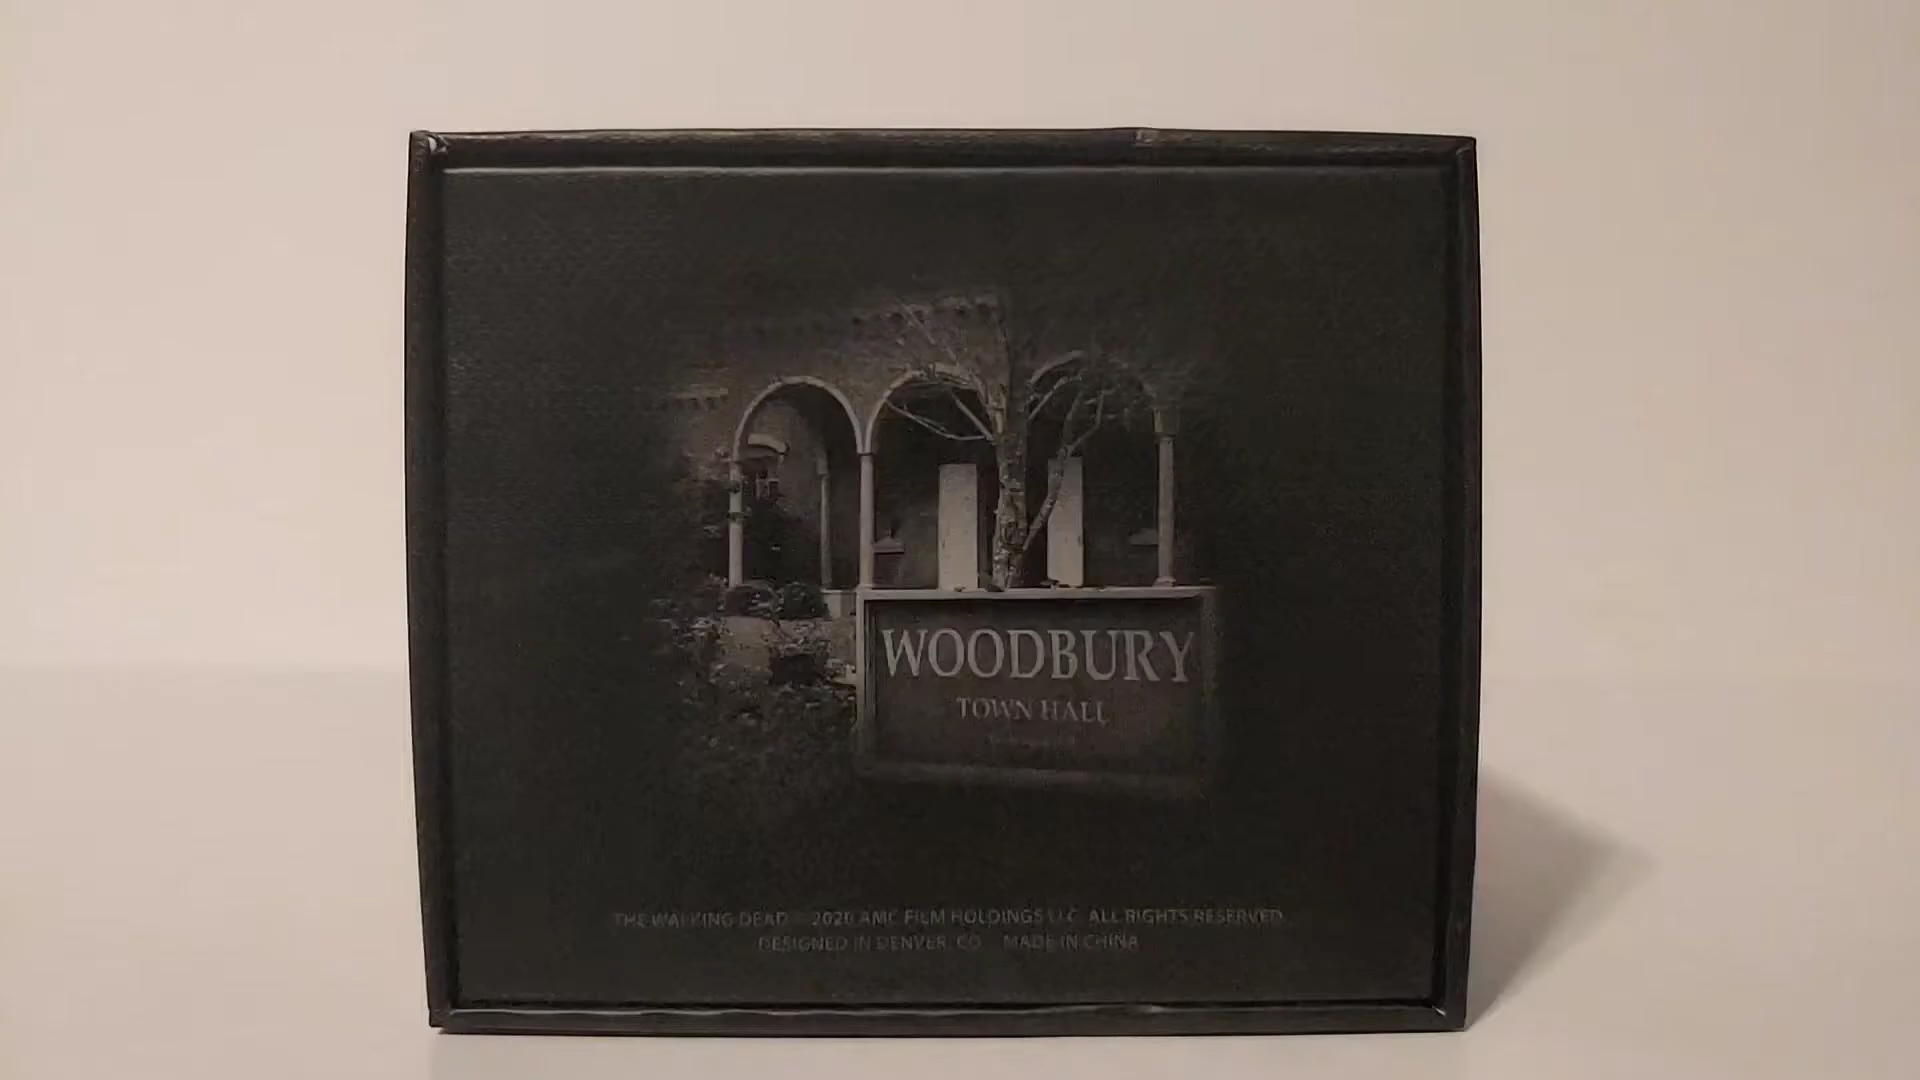 WOODBURY
TOWN HALL
THE WALKING DEAD © 2020 AMC FILM HOLDINGS LLC. ALL RIGHTS RESERVED.
DESIGNED IN DENVER, CO MADE IN CHINA